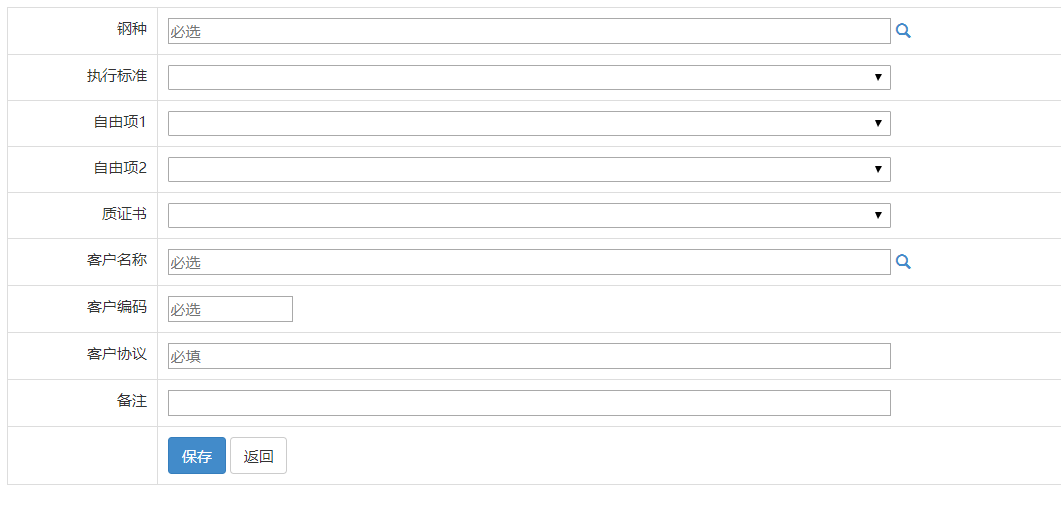 钢种 必选
执行标准
自由项1
自由项2
质证书
客户名称 必选
客户编码 必选
客户协议 必填
备注
保存 返回